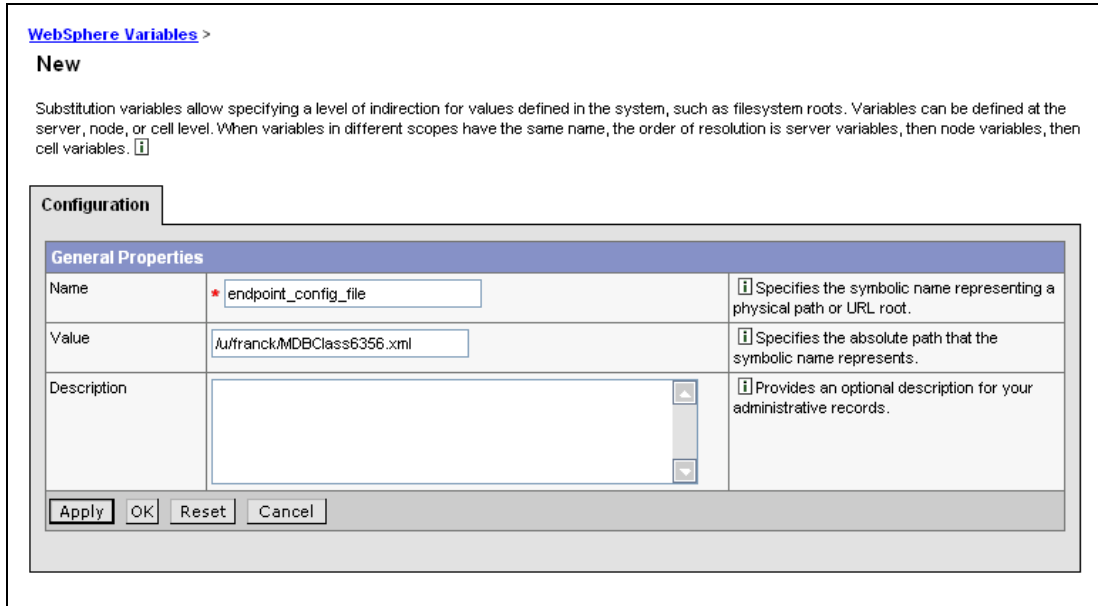 WebSphere Variables >
New
Substitution variables allow specifying a level of indirection for values defined in the system, such as filesystem roots. Variables can be defined at the
server, node, or cell level. When variables in different scopes have the same name, the order of resolution is server variables, then node variables, then
cell variables. i
Configuration
General Properties
Name
* endpoint_config_file
i Specifies the symbolic name representing a
physical path or URL root.
Value
/u/franck/MDBClass6356.xml
i Specifies the absolute path that the
symbolic name represents.
Description
i Provides an optional description for your
administrative records.
Apply OK Reset Cancel